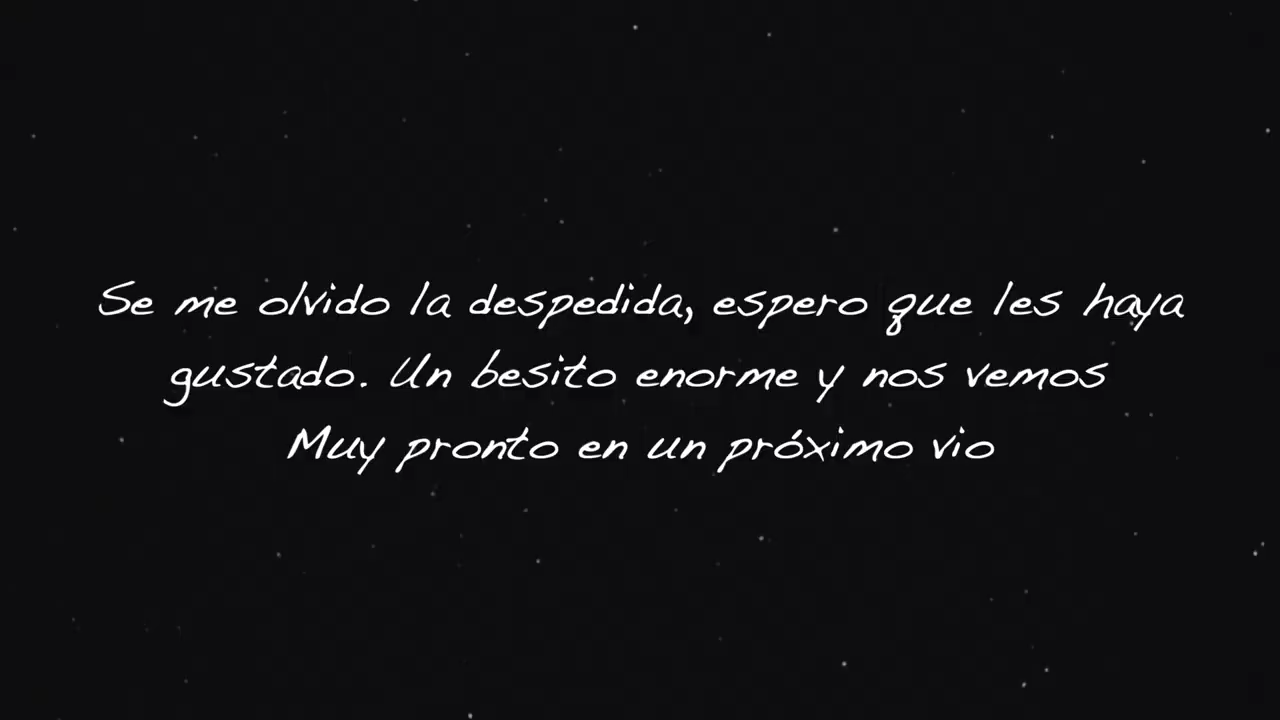 Se me olvido la despedida, espero que les haya
gustado. Un besito enorme y nos vemos
Muy pronto en un próximo vio